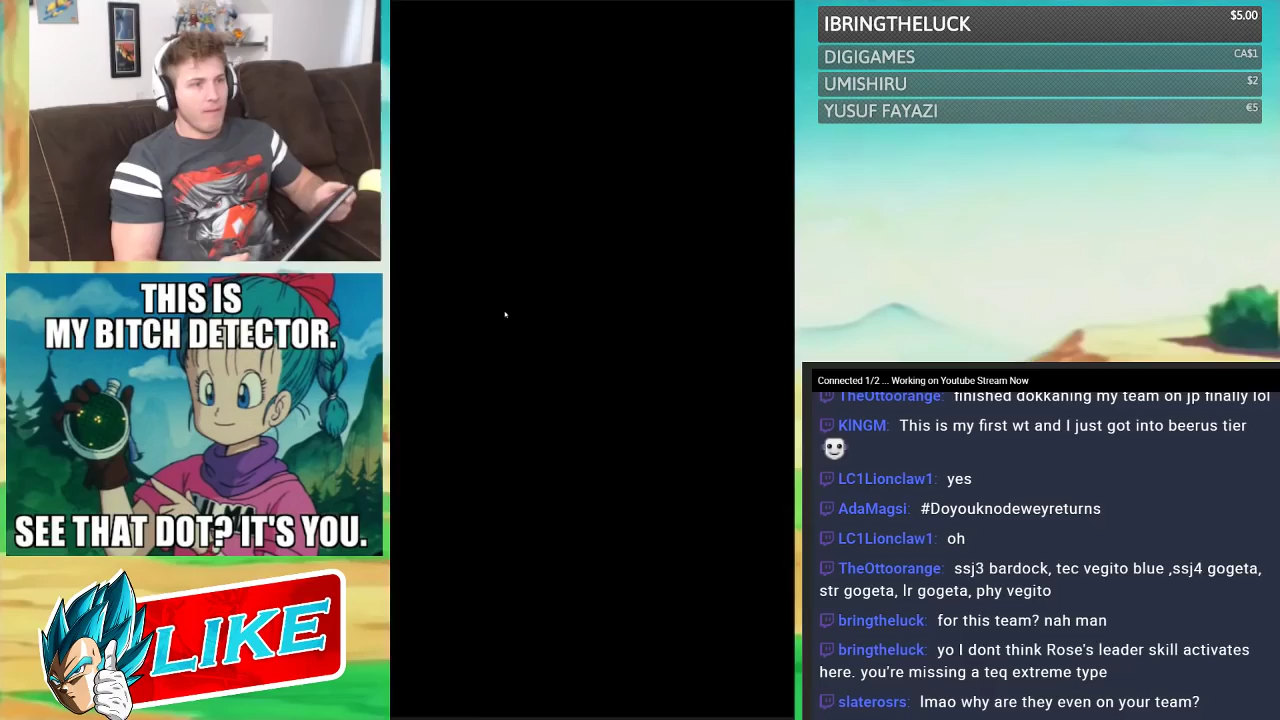 THIS IS
MY BITCH DETECTOR.
SEE THAT DOT? IT'S YOU.
LIKE
IBRINGTHELUCK $5.00
DIGIGAMES CA$1
UMISHIRU $2
YUSUF FAYAZI €5
Connected 1/2 ... Working on Youtube Stream Now
TheOttoorange: finished dokkaning my team on jp finally lol
KINGM: This is my first wt and I just got into beerus tier
LC1Lionclaw1: yes
AdaMagsi: #Doyouknodeweyreturns
LC1Lionclaw1: oh
TheOttoorange: ssj3 bardock, tec vegito blue ,ssj4 gogeta,
str gogeta, lr gogeta, phy vegito
bringtheluck: for this team? nah man
bringtheluck: yo I dont think Rose's leader skill activates
here. you're missing a teq extreme type
slaterosrs: lmao why are they even on your team?